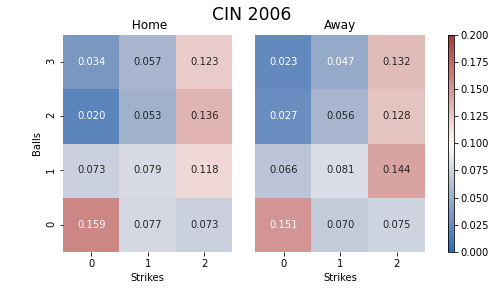 CIN 2006
Home
Away
Balls
3
0.034 0.057 0.123
0.023 0.047 0.132
2
0.020 0.053 0.136
0.027 0.056 0.128
1
0.073 0.079 0.118
0.066 0.081 0.144
0
0.159 0.077 0.073
0.151 0.070 0.075
0 1 2
0 1 2
Strikes
Strikes
0.200
0.175
0.150
0.125
0.100
0.075
0.050
0.025
0.000